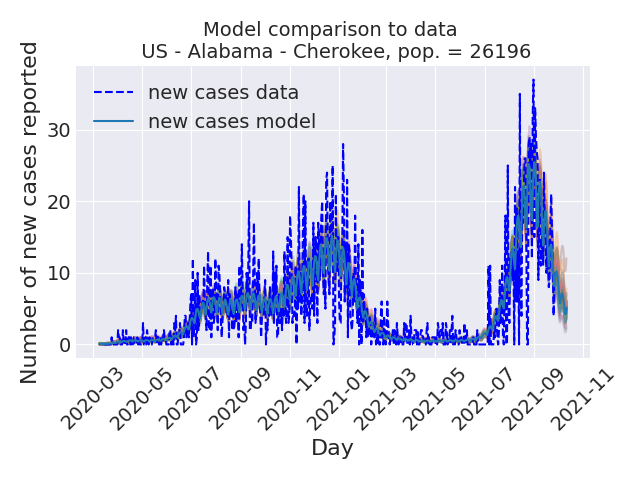 Model comparison to data
US - Alabama - Cherokee, pop. = 26196
new cases data
new cases model
Number of new cases reported
30
20
10
0
2020-03
2020-05
2020-07
2020-09
2020-11
2021-01
2021-03
2021-05
2021-07
2021-09
2021-11
Day